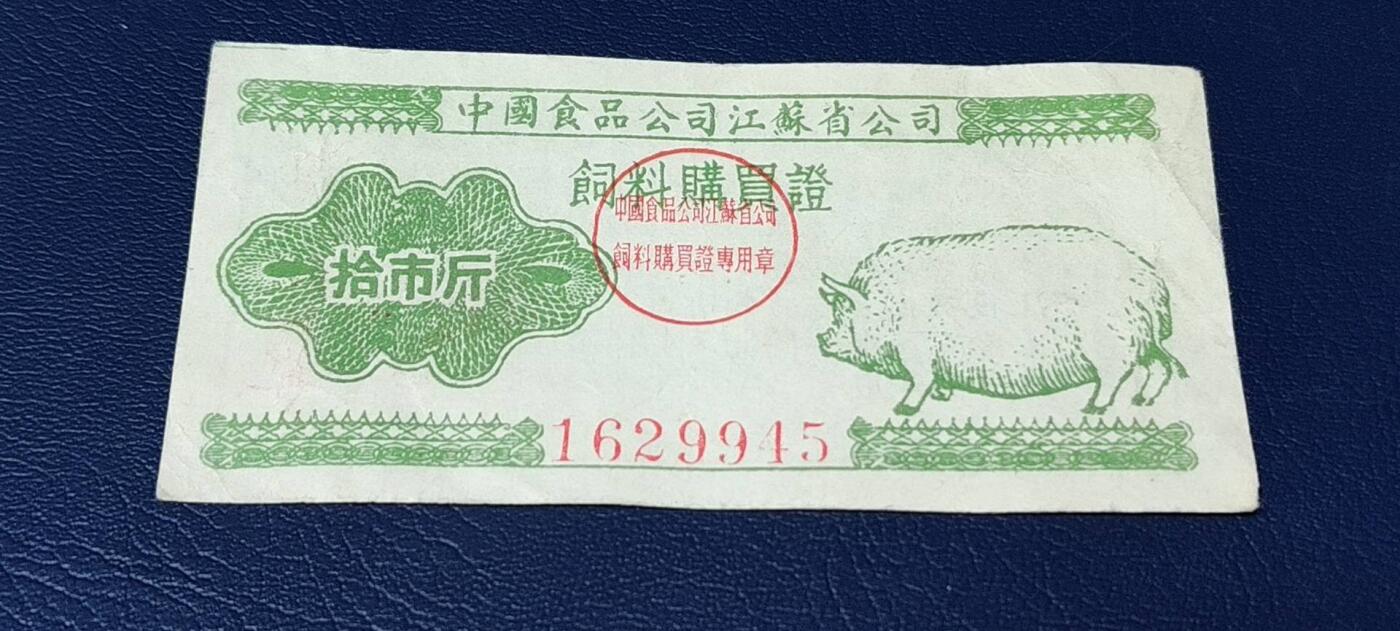 中國食品公司江蘇省公司
飼料購買證
中國食品公司江蘇省公司
飼料購買證專用章
拾市斤
1629945